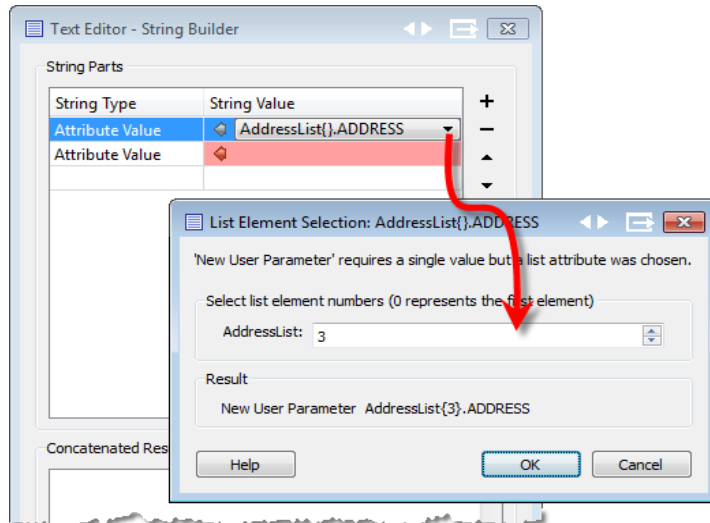 Text Editor - String Builder
String Parts
String Type String Value
Attribute Value AddressList{}.ADDRESS
Attribute Value
List Element Selection: AddressList{}.ADDRESS
'New User Parameter' requires a single value but a list attribute was chosen.
Select list element numbers (0 represents the first element)
AddressList: 3
Result
New User Parameter AddressList{3}.ADDRESS
Concatenated Res
Help OK Cancel